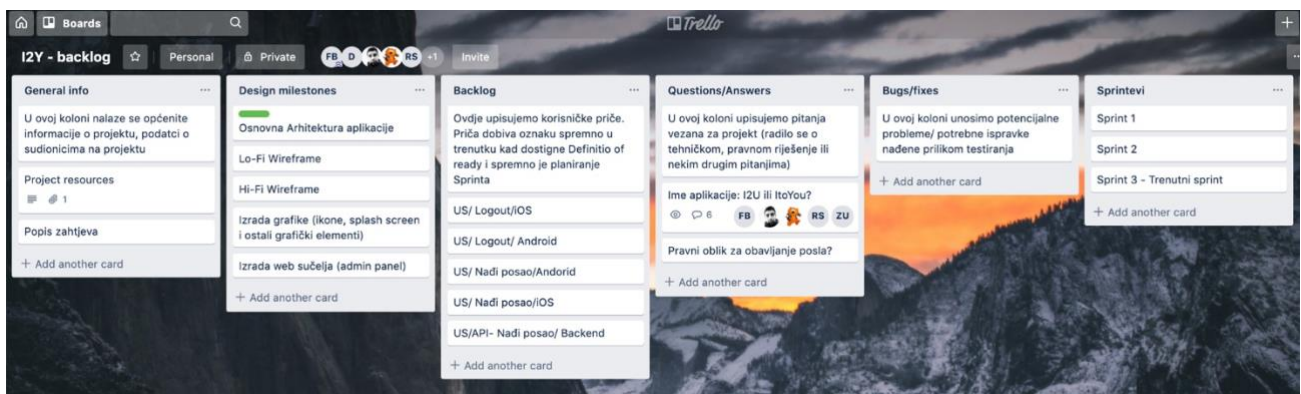 Boards
Trello
I2Y - backlog
Personal
Private
FB
D
RS
+1
Invite
General info
U ovoj koloni nalaze se općenite
informacije o projektu, podatci o
sudionicima na projektu
Project resources
1
Popis zahtjeva
+ Add another card
Design milestones
Osnovna Arhitektura aplikacije
Lo-Fi Wireframe
Hi-Fi Wireframe
Izrada grafike (ikone, splash screen
i ostali grafički elementi)
Izrada web sučelja (admin panel)
+ Add another card
Backlog
Ovdje upisujemo korisničke priče.
Priča dobiva oznaku spremno u
trenutku kad dostigne Definitio of
ready i spremno je planiranje
Sprinta
US/ Logout/iOS
US/ Logout/ Android
US/ Nađi posao/Andorid
US/ Nađi posao/iOS
US/API- Nađi posao/ Backend
+ Add another card
Questions/Answers
U ovoj koloni upisujemo pitanja
vezana za projekt (radilo se o
tehničkom, pravnom riješenje ili
nekim drugim pitanjima)
Ime aplikacije: I2U ili ItoYou?
6
FB
RS
ZU
Pravni oblik za obavljanje posla?
+ Add another card
Bugs/fixes
U ovoj koloni unosimo potencijalne
probleme/ potrebne ispravke
nađene prilikom testiranja
+ Add another card
Sprintevi
Sprint 1
Sprint 2
Sprint 3 - Trenutni sprint
+ Add another card